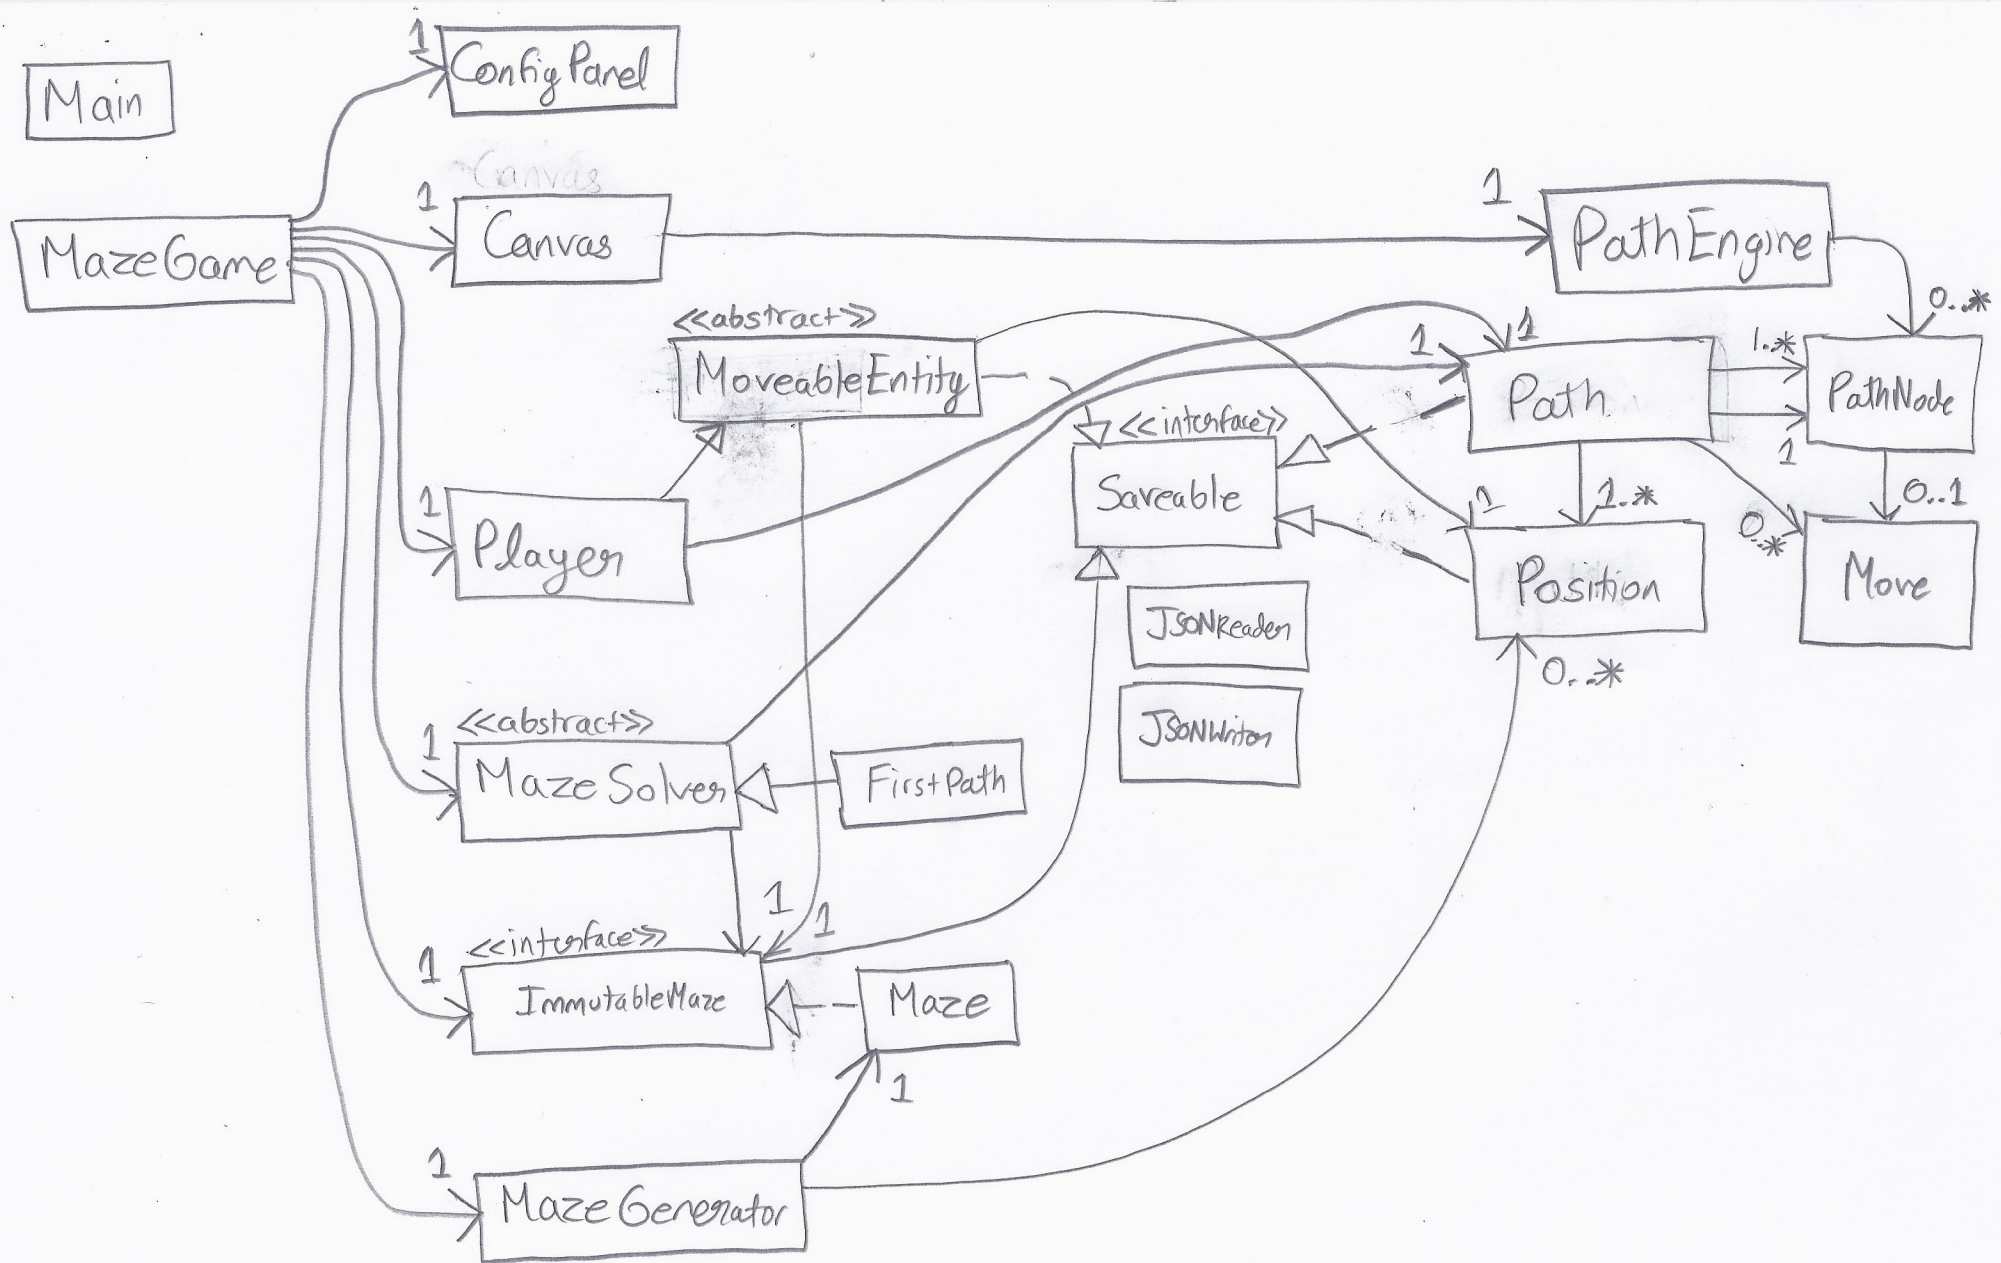 1
ConfigPanel
Main
Canvas
1
Canvas
MazeGame
1
PathEngine
0..*
<<abstract>>
MoveableEntity
1
1
Path
1..*
1
PathNode
<<interface>>
Saveable
1
Player
1
1..*
0..*
0..1
Position
Move
0..*
JSONReader
JSONWriter
<<abstract>>
1
MazeSolver
FirstPath
1
1
<<interface>>
1
ImmutableMaze
Maze
1
1
MazeGenerator